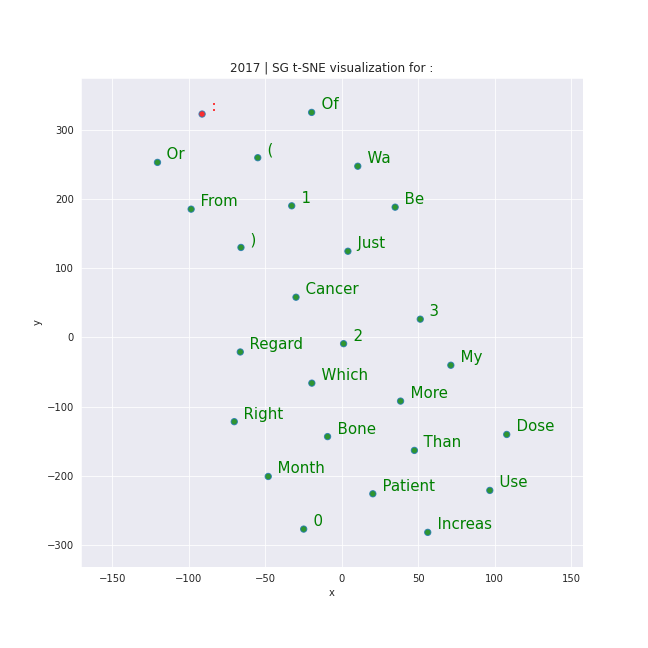 2017 | SG t-SNE visualization for :
:
Of
Or
(
Wa
From
1
Be
)
Just
Cancer
3
2
Regard
My
Which
More
Right
Bone
Dose
Than
Month
Patient
Use
0
Increas
300
200
100
0
−100
−200
−300
y
−150
−100
−50
0
50
100
150
x